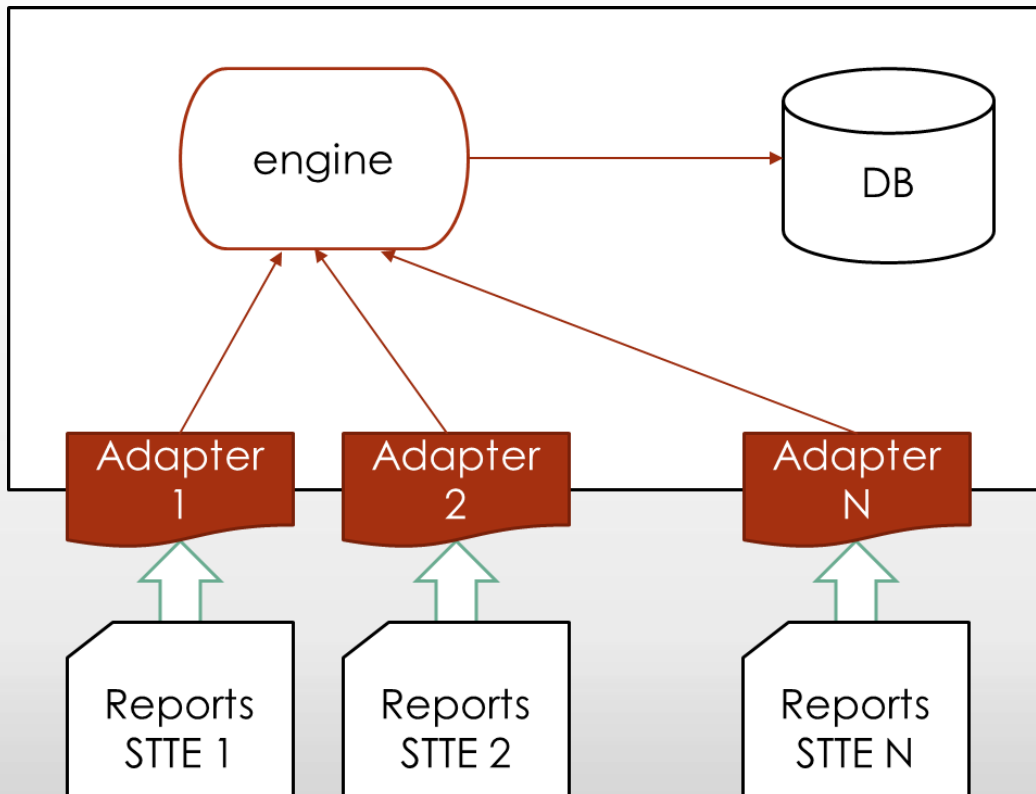 engine
DB
Adapter
1
Adapter
2
Adapter
N
Reports
STTE 1
Reports
STTE 2
Reports
STTE N